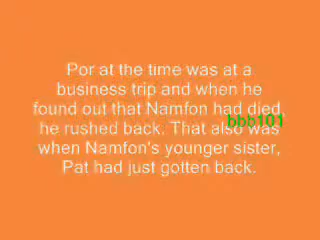 Por at the time was at a
business trip and when he
found out that Namfon had died,
he rushed back. That also was
bbb101
when Namfon's younger sister,
Pat had just gotten back.